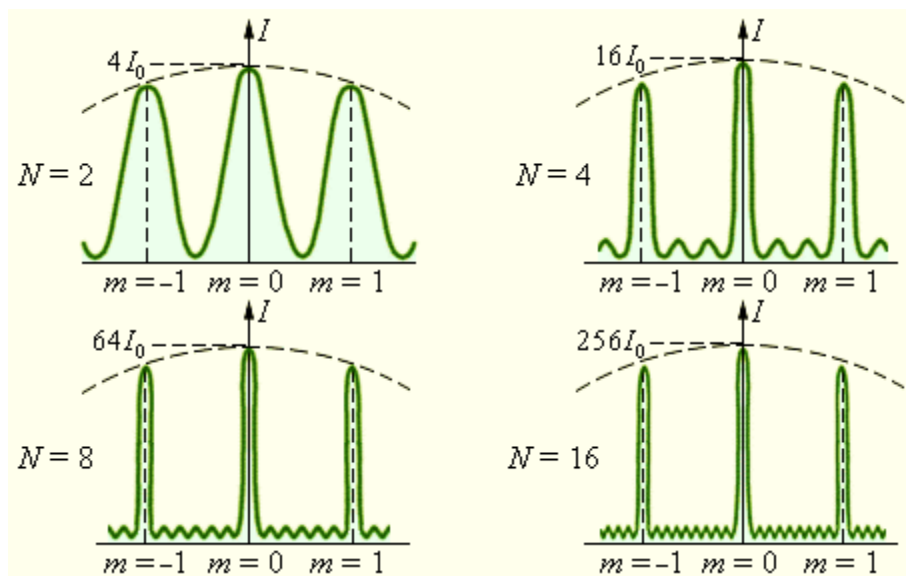 I
4I₀
N = 2
m = -1 m = 0 m = 1
I
16I₀
N = 4
m = -1 m = 0 m = 1
I
64I₀
N = 8
m = -1 m = 0 m = 1
I
256I₀
N = 16
m = -1 m = 0 m = 1